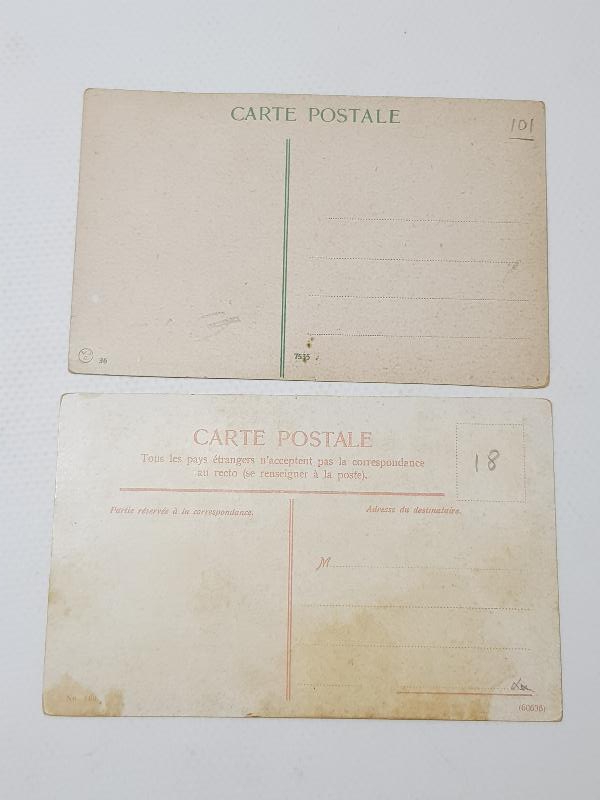 CARTE POSTALE
101
36
7535
CARTE POSTALE
Tous les pays étrangers n'acceptent pas la correspondance
au recto (se renseigner à la poste).
18
Partie réservée à la correspondance.
Adresse du destinataire.
M
No.
(60636)